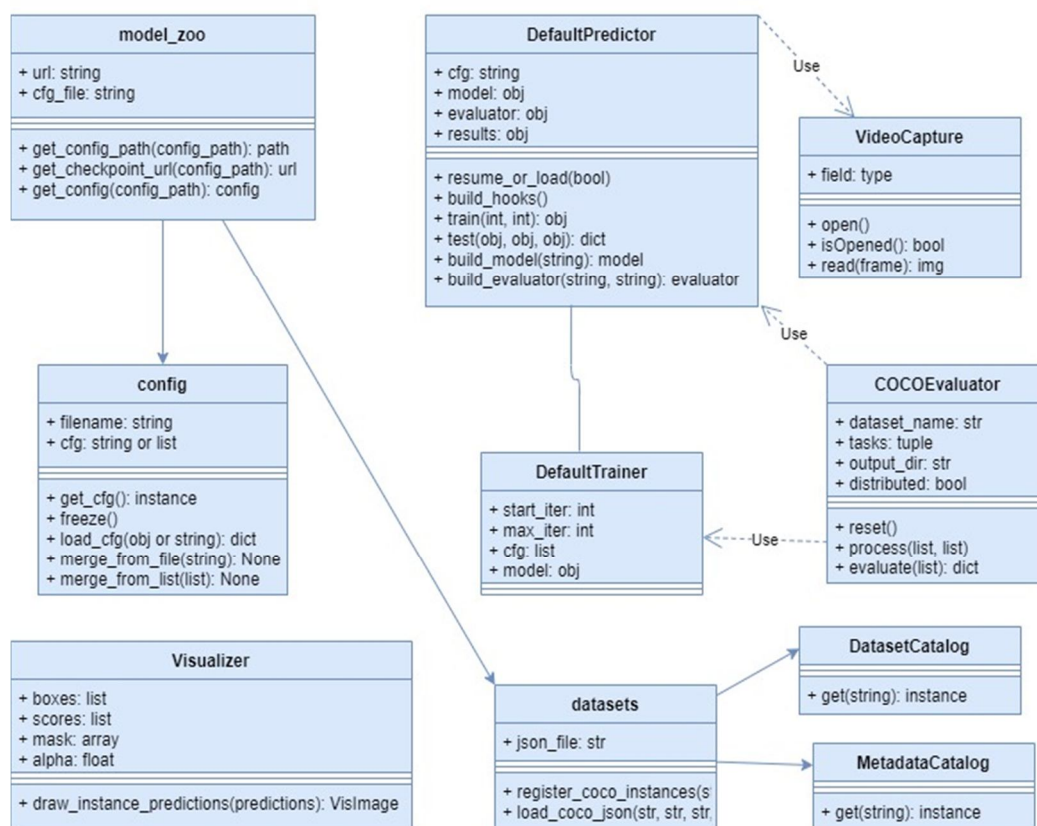 model_zoo
+ url: string
+ cfg_file: string
+ get_config_path(config_path): path
+ get_checkpoint_url(config_path): url
+ get_config(config_path): config
DefaultPredictor
+ cfg: string
+ model: obj
+ evaluator: obj
+ results: obj
+ resume_or_load(bool)
+ build_hooks()
+ train(int, int): obj
+ test(obj, obj, obj): dict
+ build_model(string): model
+ build_evaluator(string, string): evaluator
Use
VideoCapture
+ field: type
+ open()
+ isOpened(): bool
+ read(frame): img
Use
config
+ filename: string
+ cfg: string or list
+ get_cfg(): instance
+ freeze()
+ load_cfg(obj or string): dict
+ merge_from_file(string): None
+ merge_from_list(list): None
DefaultTrainer
+ start_iter: int
+ max_iter: int
+ cfg: list
+ model: obj
Use
COCOEvaluator
+ dataset_name: str
+ tasks: tuple
+ output_dir: str
+ distributed: bool
+ reset()
+ process(list, list)
+ evaluate(list): dict
Visualizer
+ boxes: list
+ scores: list
+ mask: array
+ alpha: float
+ draw_instance_predictions(predictions): VisImage
datasets
+ json_file: str
+ register_coco_instances(s
+ load_coco_json(str, str, str,
DatasetCatalog
+ get(string): instance
MetadataCatalog
+ get(string): instance